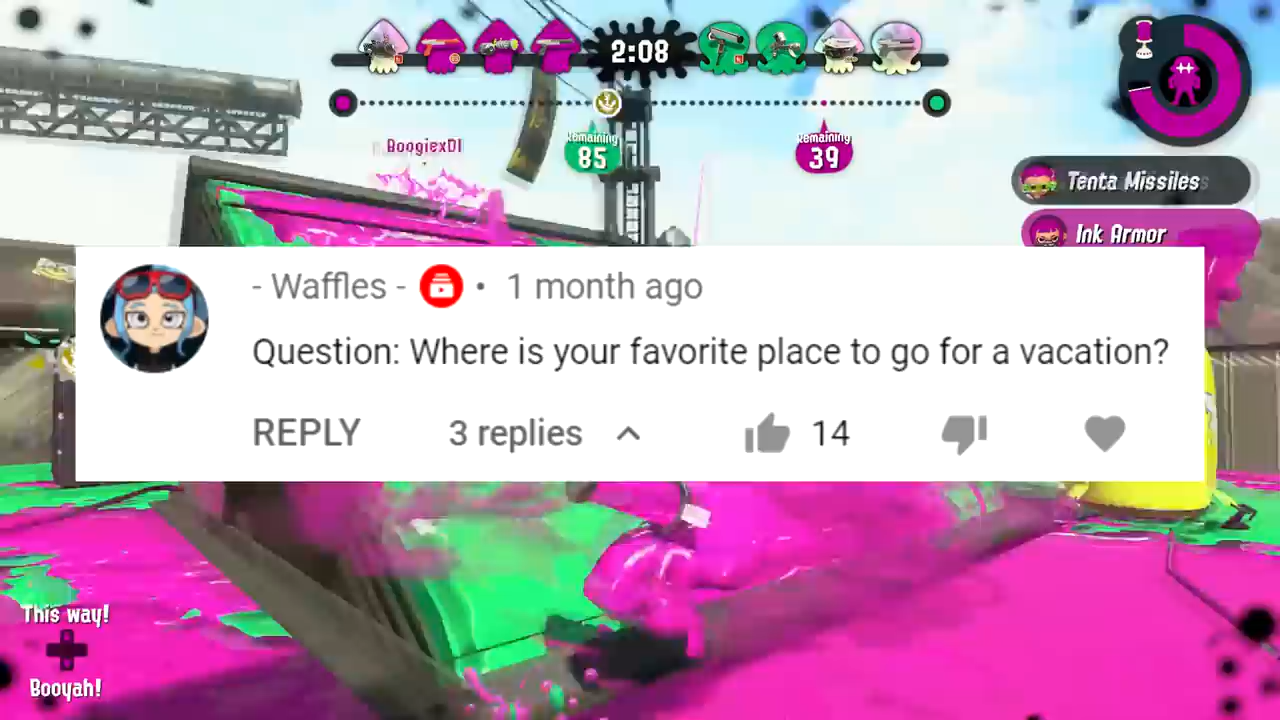 2:08
BoogiexDI
Remaining
85
Remaining
39
Tenta Missiles
Ink Armor
- Waffles - • 1 month ago
Question: Where is your favorite place to go for a vacation?
REPLY 3 replies 14
This way!
Booyah!